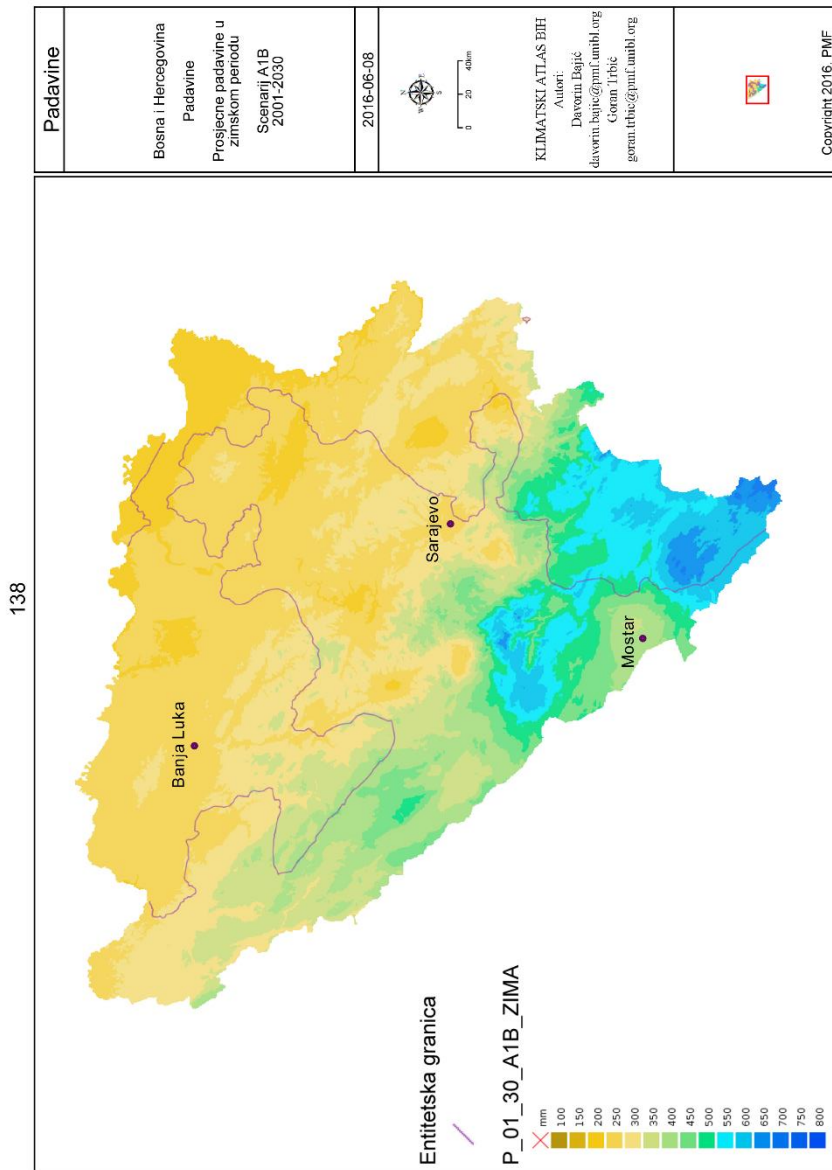 138
Padavine
Bosna i Hercegovina
Padavine
Prosjecne padavine u
zimskom periodu
Scenarij A1B
2001-2030
2016-06-08
N
W
E
S
0 20 40km
KLIMATSKI ATLAS BIH
Autori:
Davorin Bajić
davorin.bajic@pmf.unibl.org
Goran Trbić
goran.trbic@pmf.unibl.org
Copyright 2016. PMF
Banja Luka
Sarajevo
Mostar
Entitetska granica
P_01_30_A1B_ZIMA
mm
100
150
200
250
300
350
400
450
500
550
600
650
700
750
800